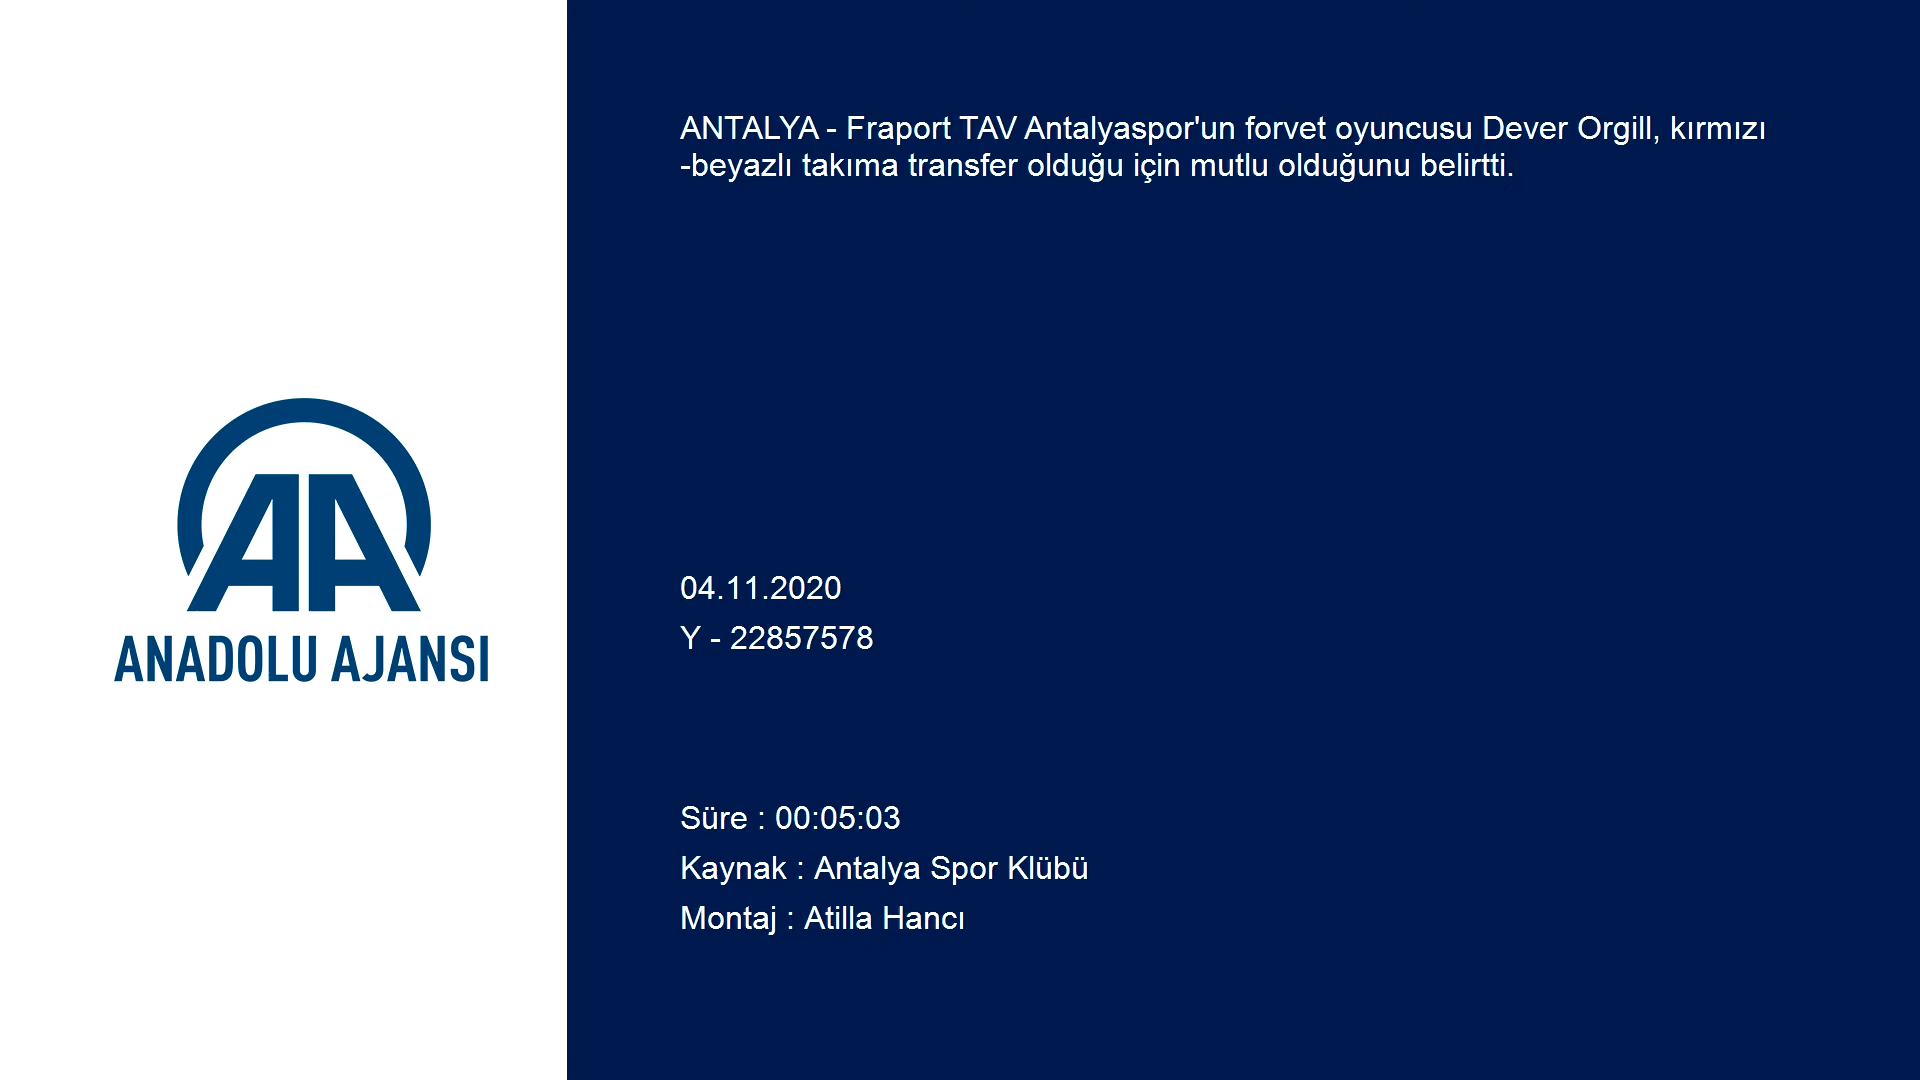 ANTALYA - Fraport TAV Antalyaspor'un forvet oyuncusu Dever Orgill, kırmızı
-beyazlı takıma transfer olduğu için mutlu olduğunu belirtti.
AA
ANADOLU AJANSI
04.11.2020
Y - 22857578
Süre : 00:05:03
Kaynak : Antalya Spor Klübü
Montaj : Atilla Hancı